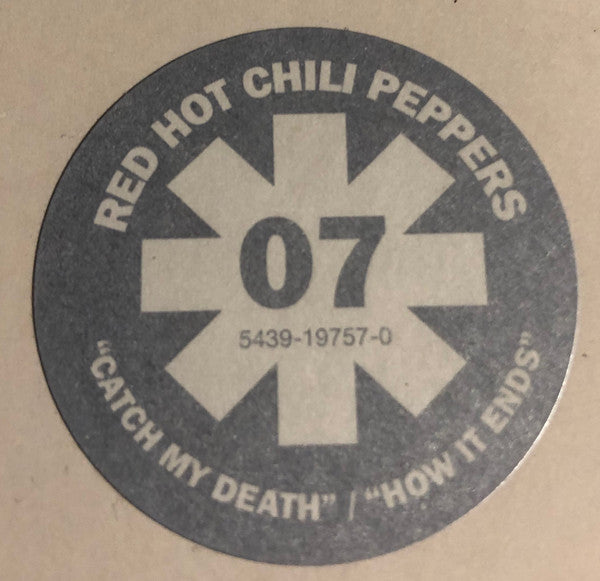 RED HOT CHILI PEPPERS
07
5439-19757-0
“CATCH MY DEATH” / “HOW IT ENDS”